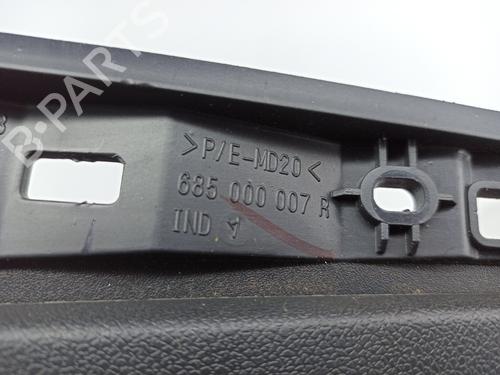 >P/E-MD20<
685 000 007 R
IND
B-PARTS